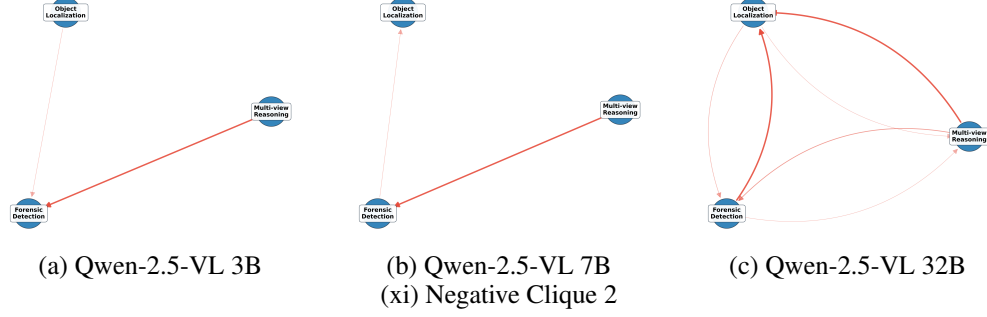 Object
Localization
Multi-view
Reasoning
Forensic
Detection
(a) Qwen-2.5-VL 3B
Object
Localization
Multi-view
Reasoning
Forensic
Detection
(b) Qwen-2.5-VL 7B
Object
Localization
Multi-view
Reasoning
Forensic
Detection
(c) Qwen-2.5-VL 32B
(xi) Negative Clique 2